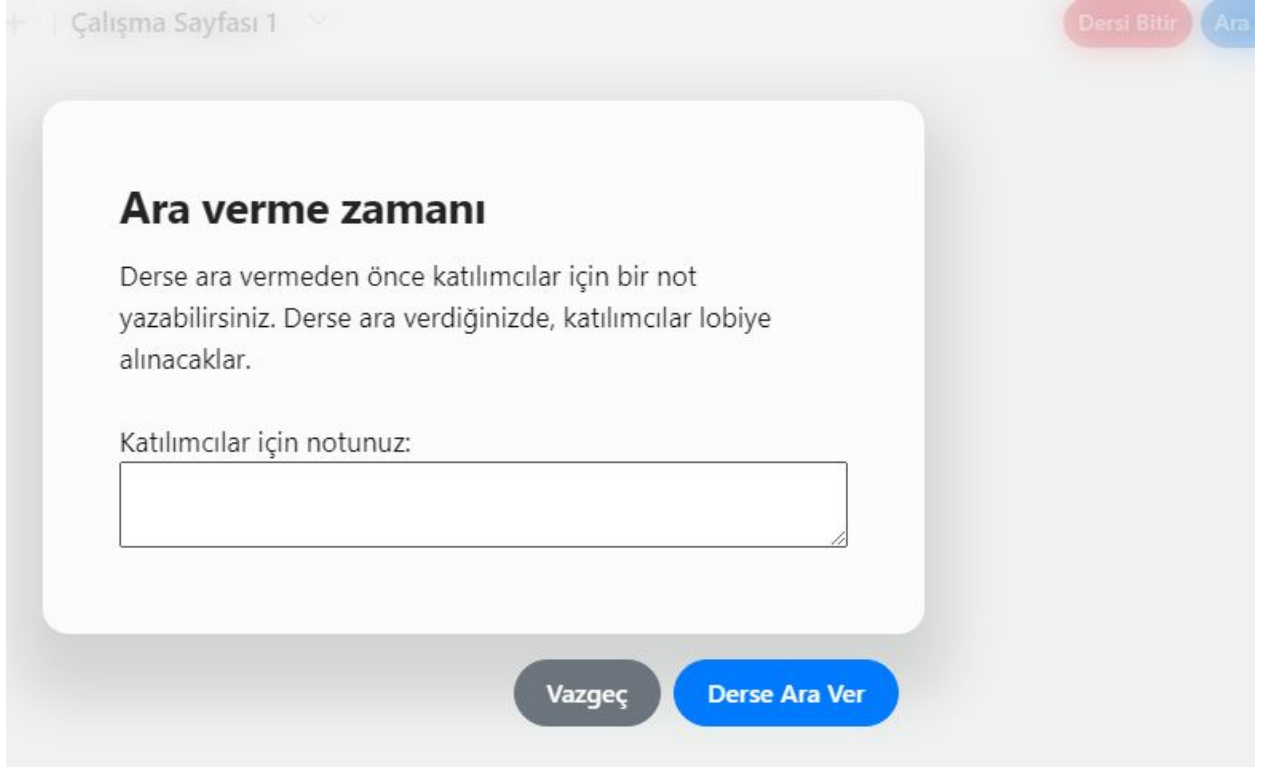 Çalışma Sayfası 1
Dersi Bitir
Ara
Ara verme zamanı
Derse ara vermeden önce katılımcılar için bir not
yazabilirsiniz. Derse ara verdiğinizde, katılımcılar lobiye
alınacaklar.
Katılımcılar için notunuz:
Vazgeç
Derse Ara Ver